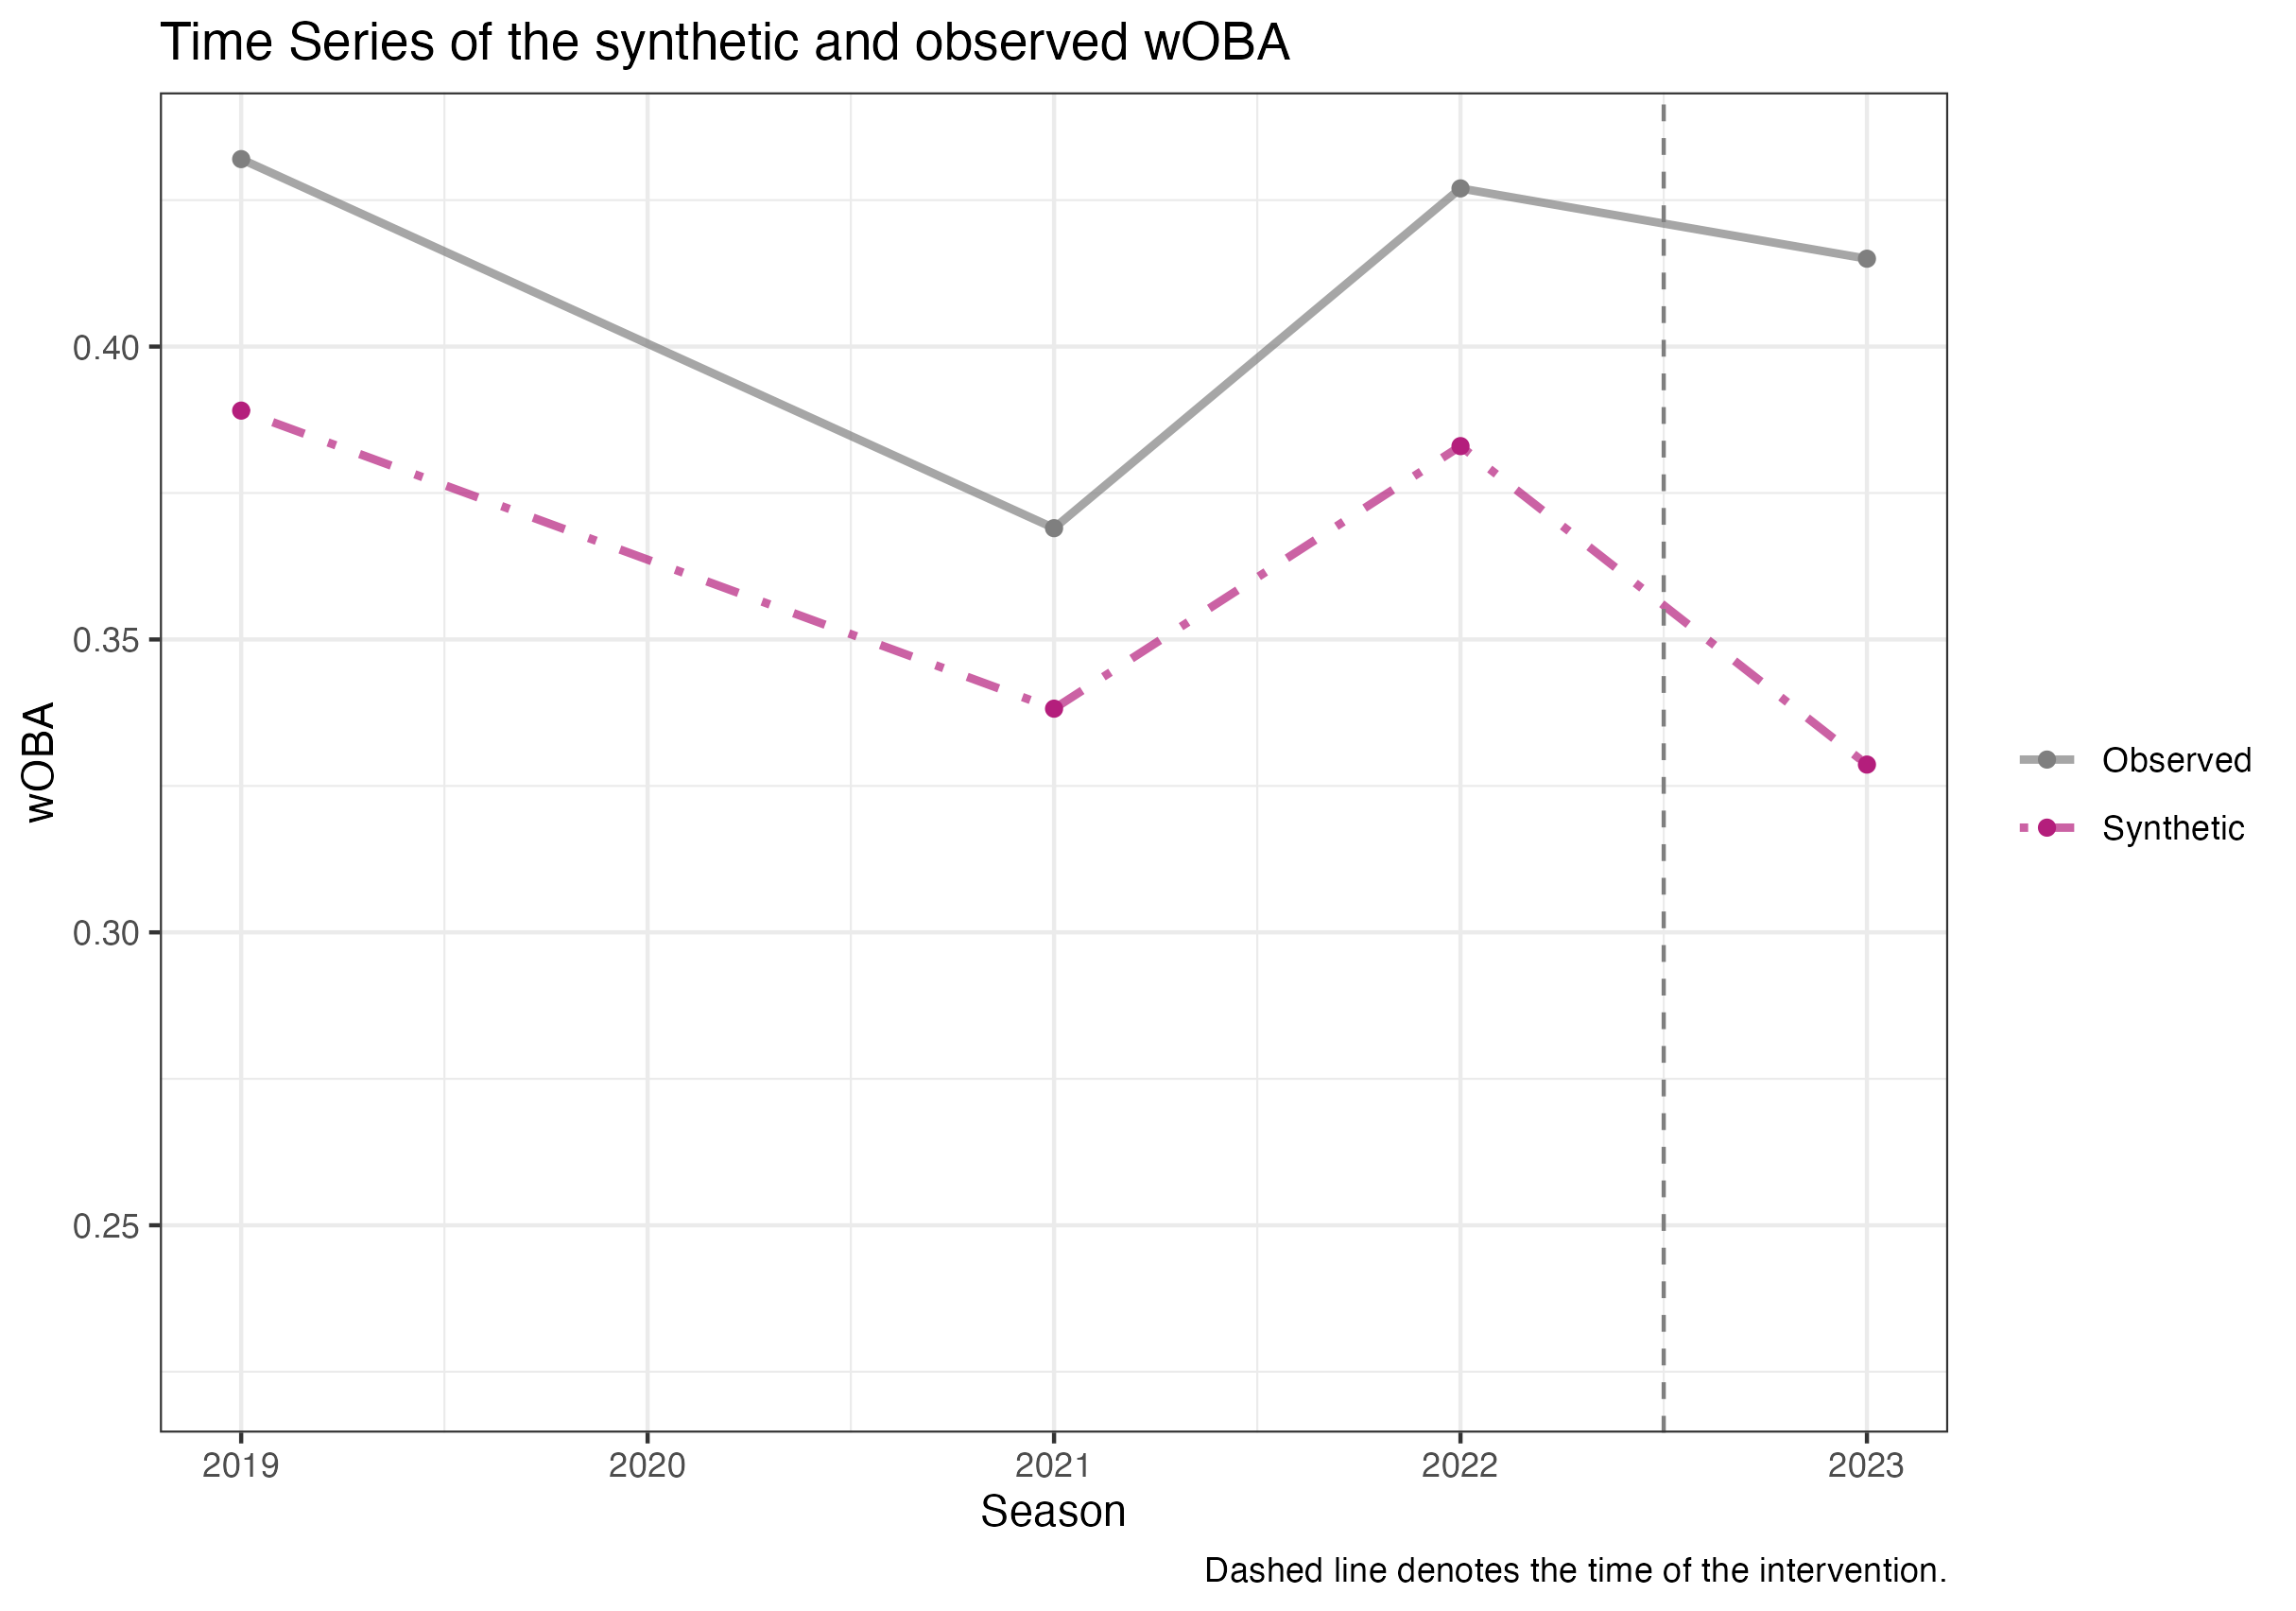 Time Series of the synthetic and observed wOBA
wOBA
0.40
0.35
0.30
0.25
2019 2020 2021 2022 2023
Season
Observed
Synthetic
Dashed line denotes the time of the intervention.